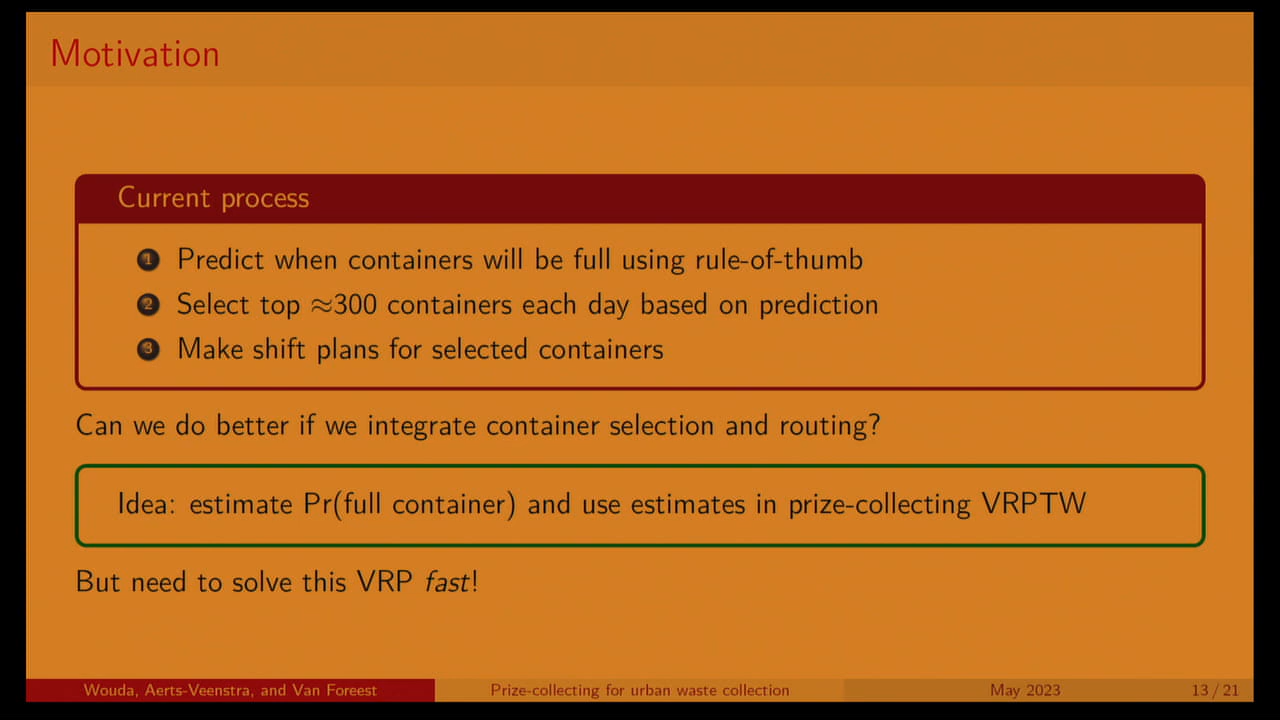 Motivation
Current process
1 Predict when containers will be full using rule-of-thumb
2 Select top ≈300 containers each day based on prediction
3 Make shift plans for selected containers
Can we do better if we integrate container selection and routing?
Idea: estimate Pr(full container) and use estimates in prize-collecting VRPTW
But need to solve this VRP fast!
Wouda, Aerts-Veenstra, and Van Foreest Prize-collecting for urban waste collection May 2023 13 / 21